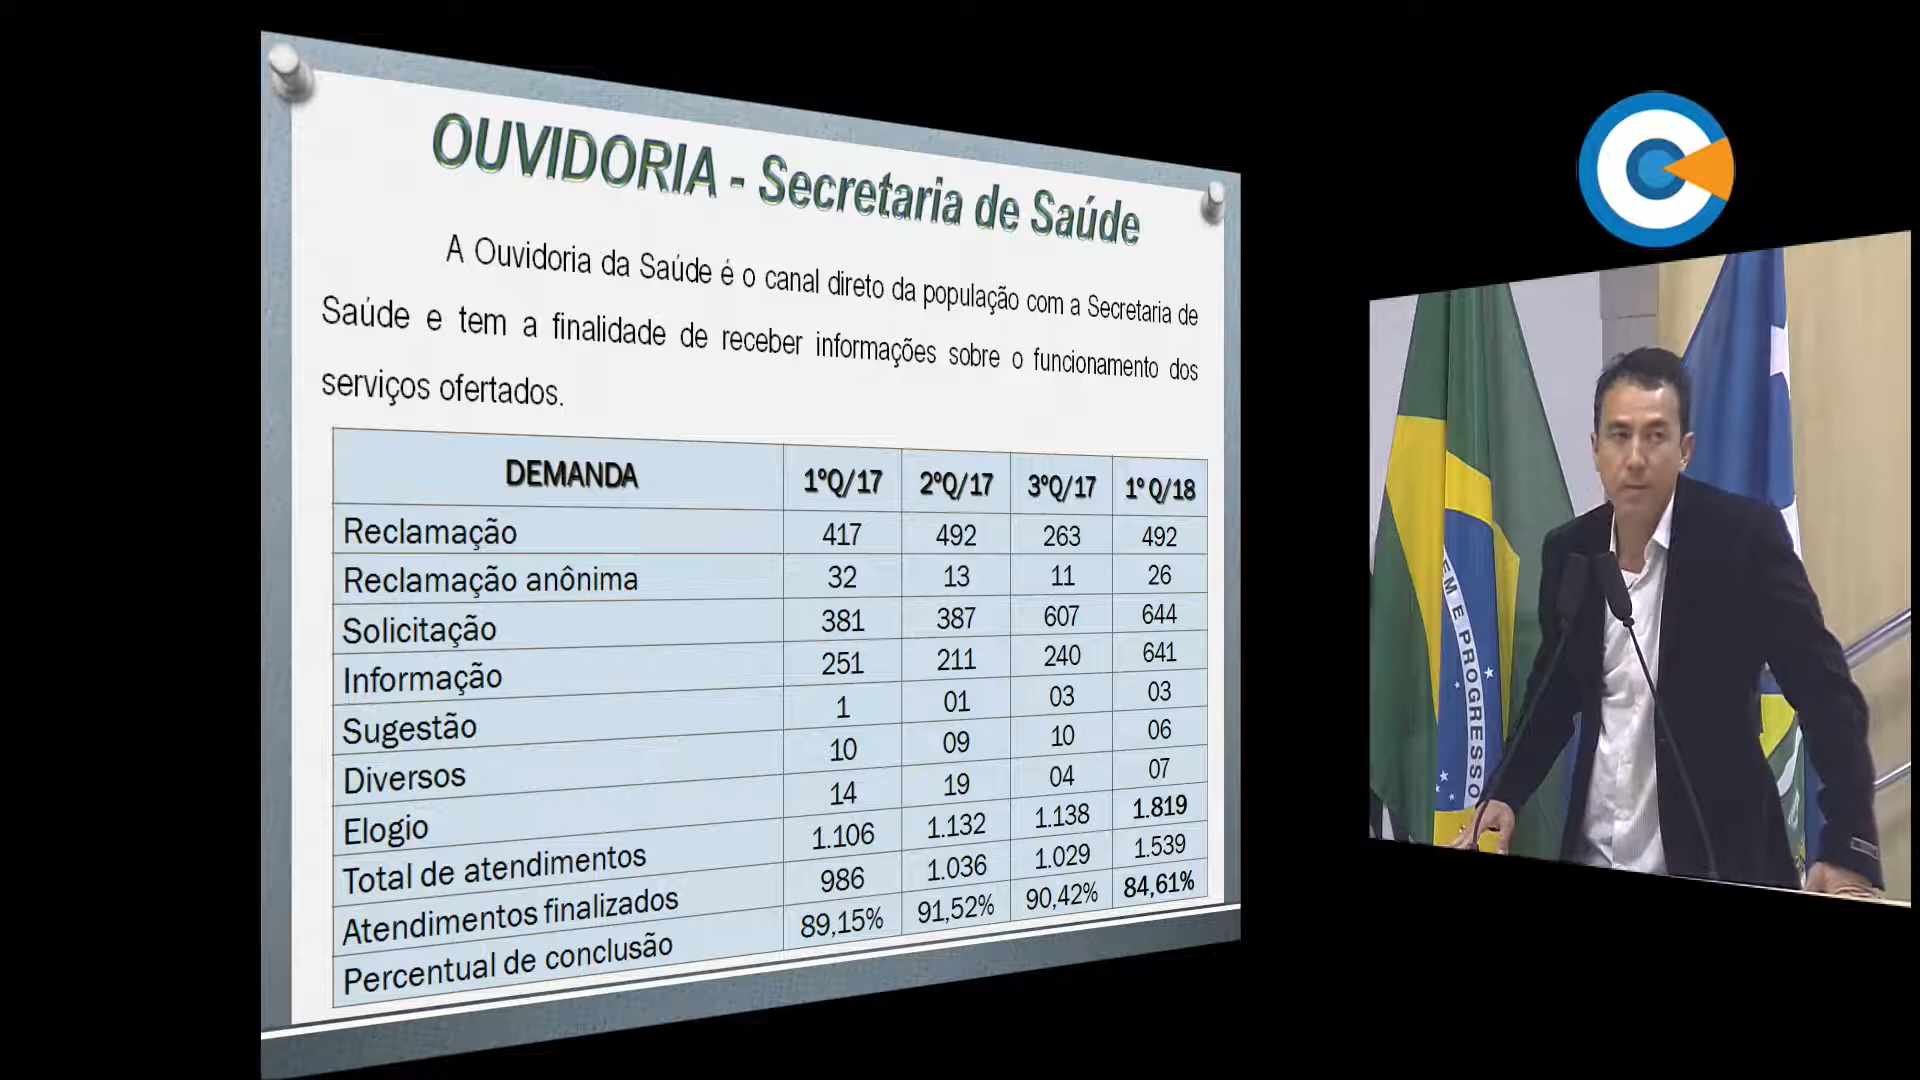 OUVIDORIA - Secretaria de Saúde
A Ouvidoria da Saúde é o canal direto da população com a Secretaria de
Saúde e tem a finalidade de receber informações sobre o funcionamento dos
serviços ofertados.
DEMANDA 1ºQ/17 2ºQ/17 3ºQ/17 1º Q/18
Reclamação 417 492 263 492
Reclamação anônima 32 13 11 26
Solicitação 381 387 607 644
Informação 251 211 240 641
Sugestão 1 01 03 03
Diversos 10 09 10 06
Elogio 14 19 04 07
Total de atendimentos 1.106 1.132 1.138 1.819
Atendimentos finalizados 986 1.036 1.029 1.539
Percentual de conclusão 89,15% 91,52% 90,42% 84,61%
EM E PROGRESSO